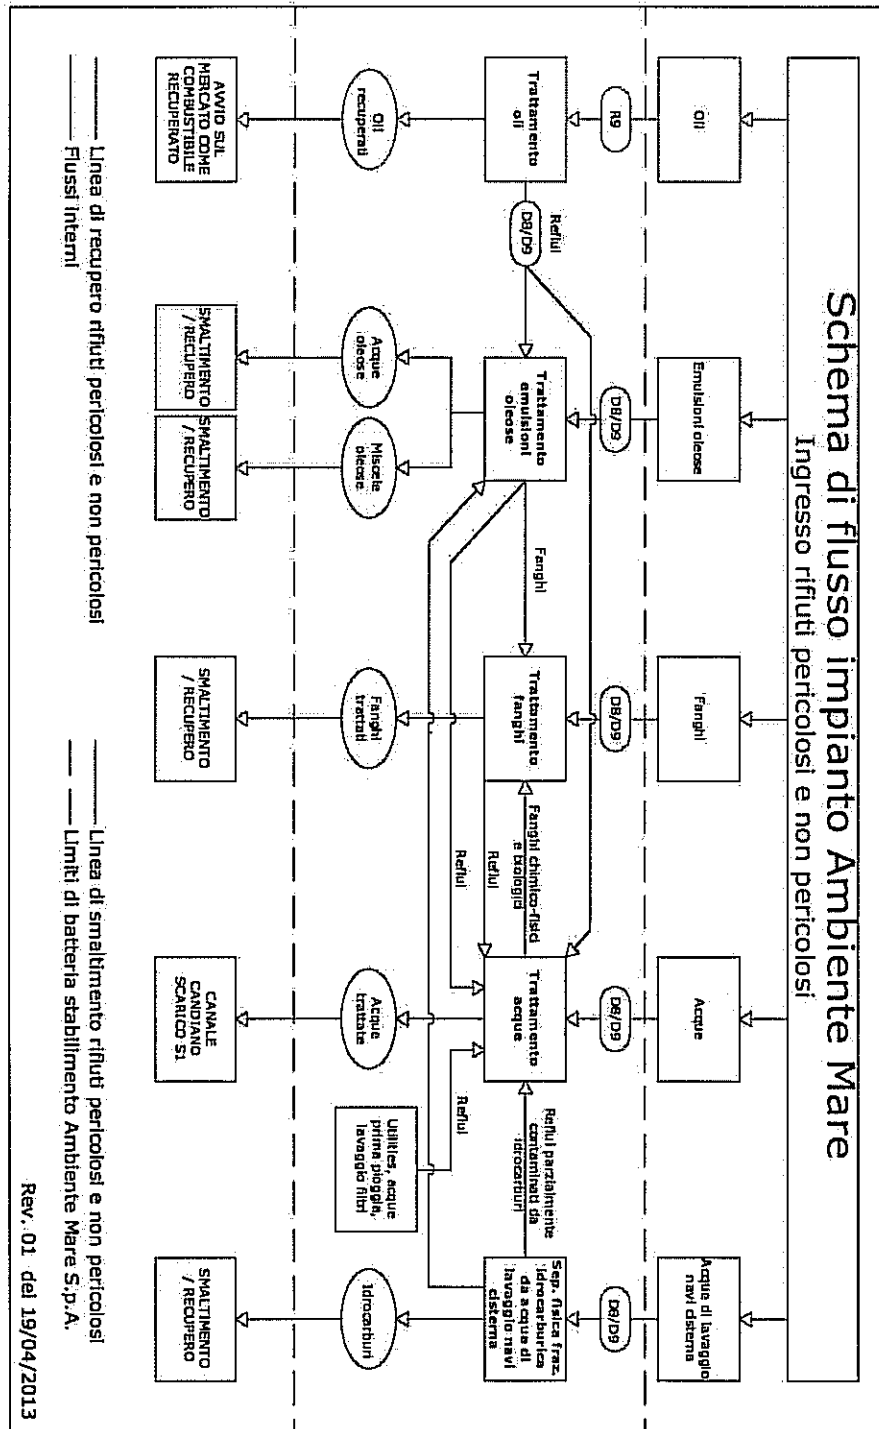 Schema di flusso impianto Ambiente Mare
Ingresso rifiuti pericolosi e non pericolosi
Oli
Emulsioni oleose
Fanghi
Acque
Acque di lavaggio
navi cisterna
R9
D8/D9
D8/D9
D8/D9
D8/D9
Trattamento
oli
Reflui
D8/D9
Trattamento
emulsioni
oleose
Fanghi
Trattamento
fanghi
Fanghi chimico-fisici
e biologici
Reflui
Reflui
Trattamento
acque
Reflui parzialmente
contaminati da
idrocarburi
Sep. fisica fraz.
idrocarburica
da acque di
lavaggio navi
cisterna
Reflui
Utilities, acque
prima pioggia,
lavaggio filtri
Oli
recuperati
Acque
oleose
Miscele
oleose
Fanghi
trattati
Acque
trattate
Idrocarburi
AVVIO SUL
MERCATO COME
COMBUSTIBILE
RECUPERATO
SMALTIMENTO
/ RECUPERO
SMALTIMENTO
/ RECUPERO
SMALTIMENTO
/ RECUPERO
CANALE
CANDIANO
SCARICO S1
SMALTIMENTO
/ RECUPERO
Linea di recupero rifiuti pericolosi e non pericolosi
Flussi interni
Linea di smaltimento rifiuti pericolosi e non pericolosi
Limiti di batteria stabilimento Ambiente Mare S.p.A.
Rev. 01 del 19/04/2013